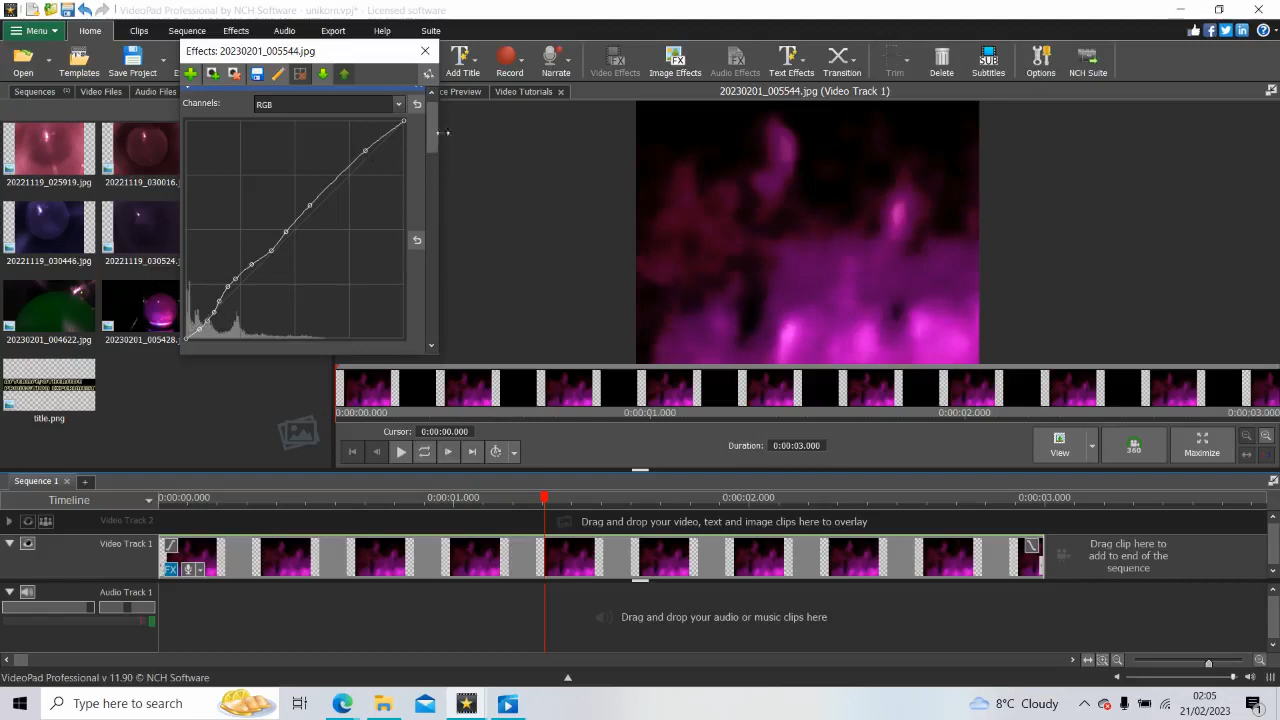 VideoPad Professional by NCH Software - unikorn.vpj* - Licensed software
Menu Home Clips Sequence Effects Audio Export Help Suite
Effects: 20230201_005544.jpg
Open Templates Save Project Add Title Record Narrate Video Effects Image Effects Audio Effects Text Effects Transition Trim Delete Subtitles Options NCH Suite
Sequences (1) Video Files Audio Files ce Preview Video Tutorials 20230201_005544.jpg (Video Track 1)
Channels: RGB
20221119_025919.jpg 20221119_030016.jp
20221119_030446.jpg 20221119_030524.jp
20230201_004622.jpg 20230201_005428.jp
title.png
0:00:00.000 0:00:01.000 0:00:02.000 0:00:03.000
Cursor: 0:00:00.000 Duration: 0:00:03.000
View 360 Maximize
Sequence 1
Timeline 0:00:00.000 0:00:01.000 0:00:02.000 0:00:03.000
Video Track 2 Drag and drop your video, text and image clips here to overlay
Video Track 1 FX
Drag clip here to
add to end of the
sequence
Audio Track 1
Drag and drop your audio or music clips here
VideoPad Professional v 11.90 © NCH Software
Type here to search 8°C Cloudy 02:05
21/02/2023